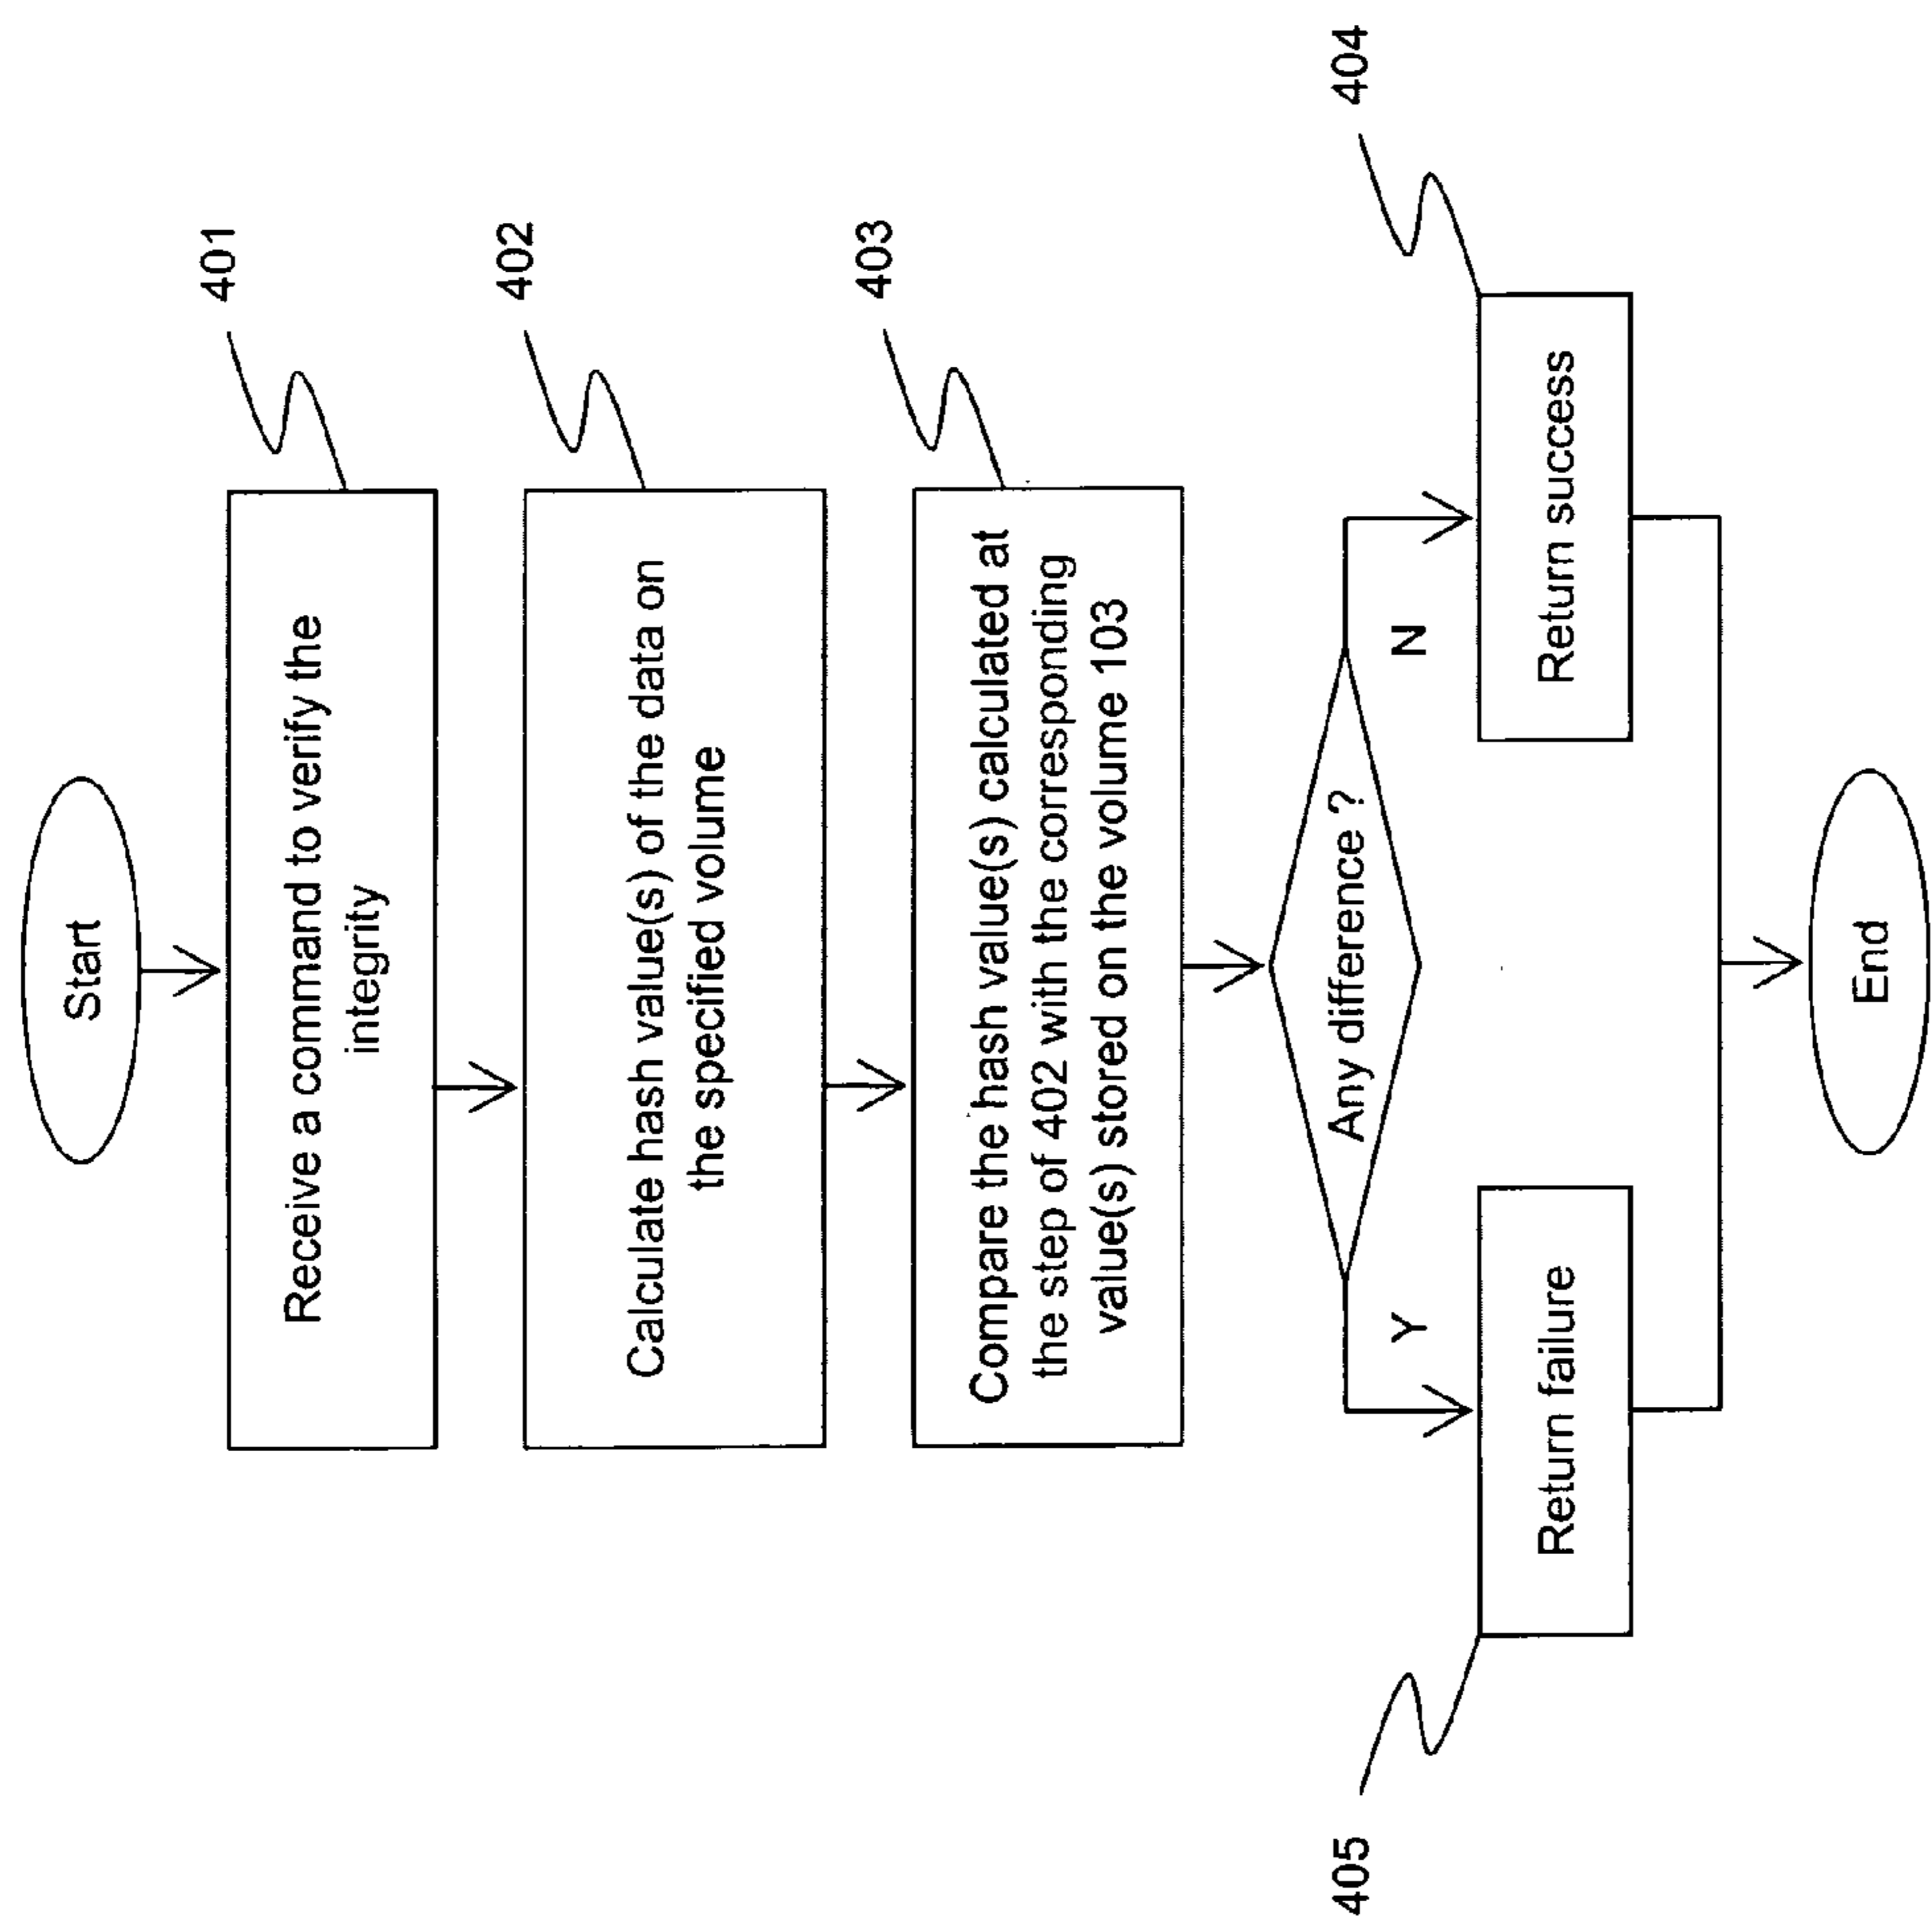 Start
401
Receive a command to verify the
integrity
402
Calculate hash value(s) of the data on
the specified volume
403
Compare the hash value(s) calculated at
the step of 402 with the corresponding
value(s) stored on the volume 103
Any difference ?
Y
N
405
Return failure
404
Return success
End